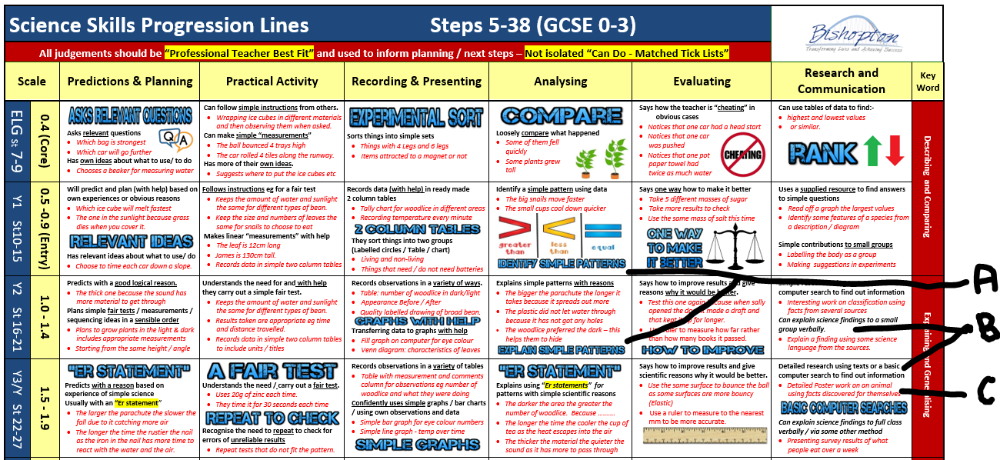 Science Skills Progression Lines Steps 5-38 (GCSE 0-3)
Bishopton
Transforming Lives and Achieving Success
All judgements should be "Professional Teacher Best Fit" and used to inform planning / next steps – Not isolated "Can Do - Matched Tick Lists"
Scale
Predictions & Planning
Practical Activity
Recording & Presenting
Analysing
Evaluating
Research and
Communication
Key
Word
ELG st 7-9
0.4 (Core)
ASKS RELEVANT QUESTIONS
Asks relevant questions
• Which bag is strongest
• Which car will go further
Q A
Has own ideas about what to use/ to do
• Chooses a beaker for measuring water
Can follow simple instructions from others.
• Wrapping ice cubes in different materials
and then observing them when asked.
Can make simple "measurements"
• The ball bounced 4 trays high
• The car rolled 4 tiles along the runway.
Has more of their own ideas.
• Suggests where to put the ice cubes etc
EXPERIMENTAL SORT
Sorts things into simple sets
• Things with 4 Legs and 6 legs
• Items attracted to a magnet or not
COMPARE
Loosely compare what happened
• Some of them fell
quickly
• Some plants grew
tall
Says how the teacher is "cheating" in
obvious cases
• Notices that one car had a head start
• Notices that one car
was pushed
• Notices that one pot
paper towel had
twice as much water
CHEATING
Can use tables of data to find:-
• highest and lowest values
• or similar.
RANK
Describing and Comparing
Y1 St10-15
0.5 -0.9 (Entry)
Will predict and plan (with help) based on
own experiences or obvious reasons
• Which ice cube will melt fastest
• The one in the sunlight because grass
dies when you cover it.
RELEVANT IDEAS
Has relevant ideas about what to use/ do
• Choose to time each car down a slope.
Follows instructions eg for a fair test
• Keeps the amount of water and sunlight
the same for different types of bean.
• Keep the size and numbers of leaves the
same for snails to choose to eat
Makes linear "measurements" with help
• The leaf is 12cm long
• James is 130cm tall.
• Records data in simple two column tables
Records data (with help) in ready made
2 column tables
• Tally chart for woodlice in different areas
• Recording temperature every minute
2 COLUMN TABLES
They sort things into two groups
(Labelled circles / Table / chart)
• Living and non-living
• Things that need / do not need batteries
Identify a simple pattern using data
• The big snails move faster
• The small cups cool down quicker
greater than
less than
equal
IDENTIFY SIMPLE PATTERNS
Says one way how to make it better
• Take 5 different masses of sugar
• Take more results to check
• Use the same mass of salt this time
ONE WAY
TO MAKE
IT BETTER
Uses a supplied resource to find answers
to simple questions
• Read off a graph the largest values
• Identify some features of a species from
a description / diagram
Simple contributions to small groups
• Labelling the body as a group
• Making suggestions in experiments
A
Y2 St 16-21
1.0 - 1.4
Predicts with a good logical reason.
• The thick one because the sound has
more material to get through
Plans simple fair tests / measurements /
sequencing ideas in a sensible order
• Plans to grow plants in the light & dark
includes appropriate measurements
• Starting from the same height / angle
Understands the need for and with help
they carry out a simple fair test.
• Keeps the amount of water and sunlight
the same for different types of bean.
• Results taken are appropriate eg time
and distance travelled.
• Records data in simple two column tables
to include units / titles
Records observations in a variety of ways.
• Table: number of woodlice in dark/light
• Appearance Before / After
• Quality labelled drawing of broad bean.
GRAPHS WITH HELP
Transferring data to graphs with help
• Fill graph on computer for eye colour
• Venn diagram: characteristics of leaves
Explains simple patterns with reasons
• The bigger the parachute the longer it
takes because it spreads out more
• The plastic did not let water through
because it has not got any holes
• The woodlice preferred the dark – this
helps them to hide
EXPLAIN SIMPLE PATTERNS
Says how to improve results and give
reasons why it would be better.
• Test this one again because when sally
opened the door it made a draft and
that kept it up for longer.
• Use ruler to measure how far rather
than how many books it passed.
HOW TO IMPROVE
computer search to find out information
• Interesting work on classification using
facts from several sources
Can explain science findings to a small
group verbally.
• Explain a finding using some science
language from the sources.
Explaining and Generalising
B
Y3/Y St 22-27
1.5 - 1.9
"ER STATEMENT"
Predicts with a reason based on
experience of simple science
Usually with an "Er statement"
• The larger the parachute the slower the
fall due to it catching more air
• The longer the time the rustier the nail
as the iron in the nail has more time to
react with the water and the air.
A FAIR TEST
Understands the need / carry out a fair test.
• Uses 20g of zinc each time.
• They time it for 30 seconds each time
REPEAT TO CHECK
Recognise the need to repeat to check for
errors of unreliable results
• Repeat tests that do not fit the pattern.
Records observations in a variety of tables
• Table with measurement and comments
column for observations eg number of
woodlice and what they were doing
Confidently uses simple graphs / bar charts
/ using own observations and data
• Simple bar graph for eye colour numbers
• Simple line graph - temp over time
SIMPLE GRAPHS
"ER STATEMENT"
Explains using "Er statements" for
patterns with simple scientific reasons
• The darker the area the greater the
number of woodlice. Because ..........
• The longer the time the cooler the cup of
tea as the heat escapes into the air
• The thicker the material the quieter the
sound as it has more to pass through
Says how to improve results and give
scientific reasons why it would be better.
• Use the same surface to bounce the ball
as some surfaces are more bouncy
(Elastic)
• Use a ruler to measure to the nearest
mm to be more accurate.
Detailed research using texts or a basic
computer search to find out information
• Detailed Poster work on an animal
using facts discovered for themselves
BASIC COMPUTER SEARCHES
Can explain science findings to full class
verbally / via some other method
• Presenting survey results of what
people eat over a week
C